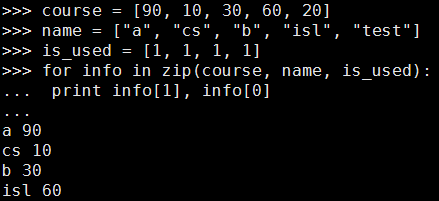 >>> course = [90, 10, 30, 60, 20]
>>> name = ["a", "cs", "b", "isl", "test"]
>>> is_used = [1, 1, 1, 1]
>>> for info in zip(course, name, is_used):
...  print info[1], info[0]
...
a 90
cs 10
b 30
isl 60